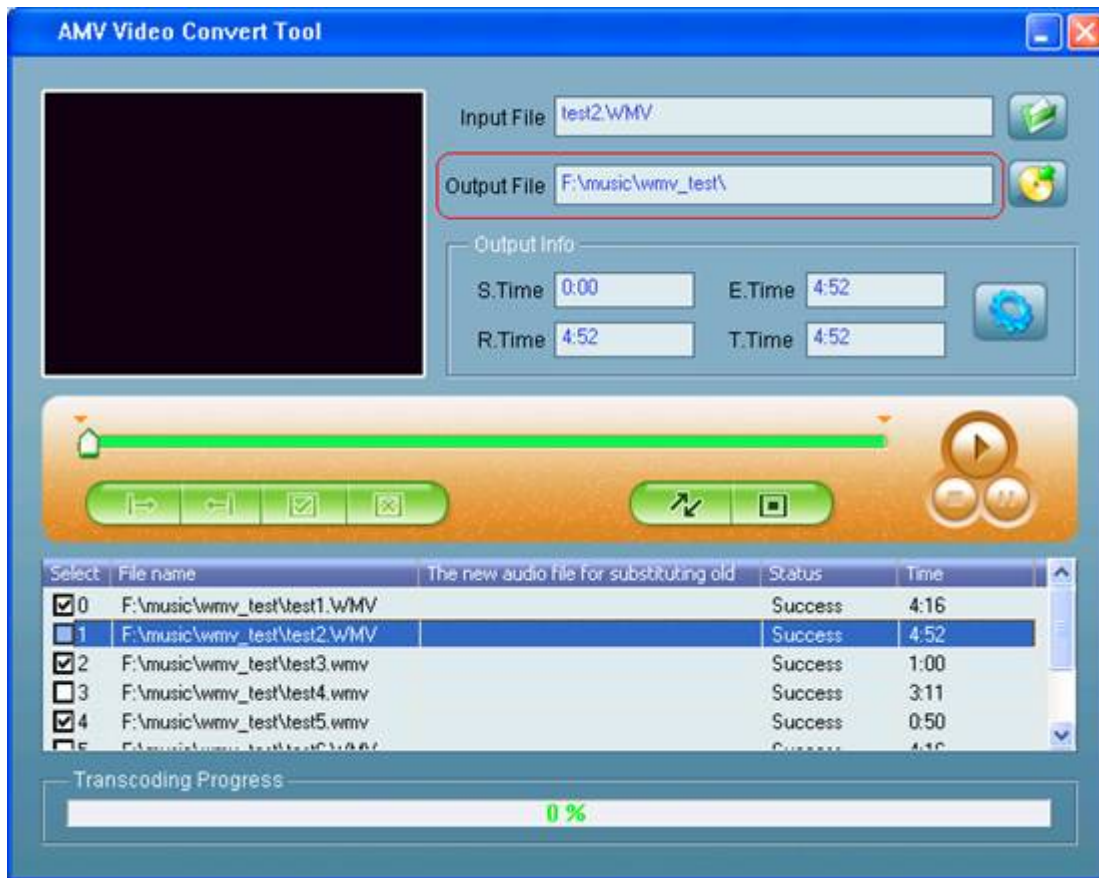 AMV Video Convert Tool
Input File test2.WMV
Output File F:\music\wmv_test\
Output Info
S.Time 0:00 E.Time 4:52
R.Time 4:52 T.Time 4:52
Select File name The new audio file for substituting old Status Time
0 F:\music\wmv_test\test1.WMV Success 4:16
1 F:\music\wmv_test\test2.WMV Success 4:52
2 F:\music\wmv_test\test3.wmv Success 1:00
3 F:\music\wmv_test\test4.wmv Success 3:11
4 F:\music\wmv_test\test5.wmv Success 0:50
Transcoding Progress
0 %